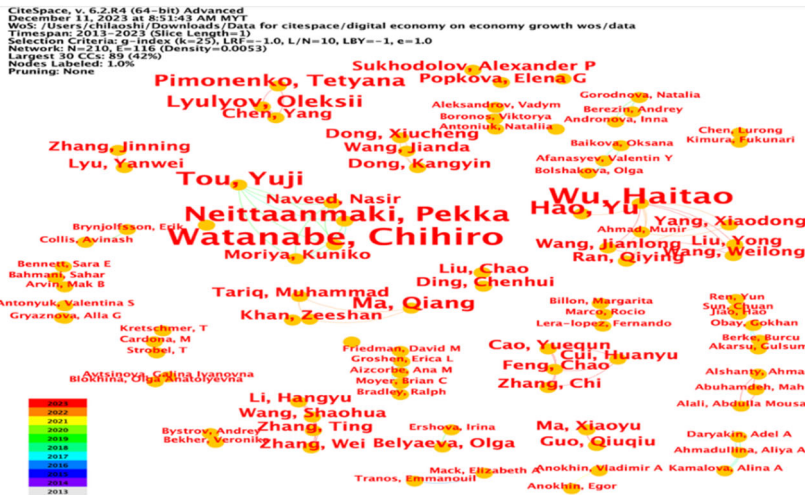 CiteSpace, v. 6.2.R4 (64-bit) Advanced
December 11, 2023 at 8:51:43 AM MYT
WoS: /Users/chilaoshi/Downloads/Data for citespace/digital economy on economy growth wos/data
Timespan: 2013-2023 (Slice Length=1)
Selection Criteria: g-index (k=25), LRF=-1.0, L/N=10, LBY=-1, e=1.0
Network: N=210, E=116 (Density=0.0053)
Largest 30 CCs: 89 (42%)
Nodes Labeled: 1.0%
Pruning: None
Sukhodolov, Alexander P
Popkova, Elena G
Pimonenko, Tetyana
Lyulyov, Oleksii
Chen, Yang
Gorodnova, Natalia
Berezin, Andrey
Andronova, Inna
Aleksandrov, Vadym
Boronos, Viktorya
Antoniuk, Nataliia
Chen, Lurong
Kimura, Fukunari
Dong, Xiucheng
Wang, Jianda
Dong, Kangyin
Baikova, Oksana
Afanasyev, Valentin Y
Bolshakova, Olga
Zhang, Jinning
Lyu, Yanwei
Tou, Yuji
Naveed, Nasir
Neittaanmaki, Pekka
Watanabe, Chihiro
Moriya, Kuniko
Wu, Haitao
Hao, Yu
Yang, Xiaodong
Ahmad, Munir
Wang, Jianlong
Liu, Yong
Wang, Weilong
Ran, Qiying
Brynjolfsson, Erik
Collis, Avinash
Bennett, Sara E
Bahmani, Sahar
Arvin, Mak B
Liu, Chao
Ding, Chenhui
Antonyuk, Valentina S
Gryaznova, Alla G
Tariq, Muhammad
Ma, Qiang
Khan, Zeeshan
Billon, Margarita
Marco, Rocio
Lera-lopez, Fernando
Ren, Yun
Sun, Chuan
Jiao, Hao
Obay, Gokhan
Berke, Burcu
Akarsu, Gulsum
Kretschmer, T
Cardona, M
Strobel, T
Friedman, David M
Groshen, Erica L
Aizcorbe, Ana M
Moyer, Brian C
Bradley, Ralph
Cao, Yuequn
Cui, Huanyu
Feng, Chao
Zhang, Chi
Avtsinova, Galina Ivanovna
Blokhina, Olga Anatolyevna
Alshanty, Ahma
Abuhamdeh, Mah
Alali, Abdulla Mousa
Li, Hangyu
Wang, Shaohua
Zhang, Ting
Zhang, Wei
Bystrov, Andrey
Bekher, Veronika
Ershova, Irina
Belyaeva, Olga
Ma, Xiaoyu
Guo, Qiuqiu
Daryakin, Adel A
Ahmadullina, Aliya A
Mack, Elizabeth A
Tranos, Emmanouil
Anokhin, Vladimir A
Kamalova, Alina A
Anokhin, Egor
2023
2022
2021
2020
2019
2018
2017
2016
2015
2014
2013